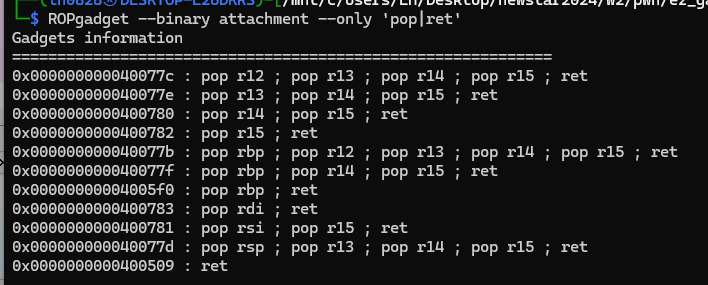 $ ROPgadget --binary attachment --only 'pop|ret'
Gadgets information
============================================================
0x000000000040077c : pop r12 ; pop r13 ; pop r14 ; pop r15 ; ret
0x000000000040077e : pop r13 ; pop r14 ; pop r15 ; ret
0x0000000000400780 : pop r14 ; pop r15 ; ret
0x0000000000400782 : pop r15 ; ret
0x000000000040077b : pop rbp ; pop r12 ; pop r13 ; pop r14 ; pop r15 ; ret
0x000000000040077f : pop rbp ; pop r14 ; pop r15 ; ret
0x00000000004005f0 : pop rbp ; ret
0x0000000000400783 : pop rdi ; ret
0x0000000000400781 : pop rsi ; pop r15 ; ret
0x000000000040077d : pop rsp ; pop r13 ; pop r14 ; pop r15 ; ret
0x0000000000400509 : ret